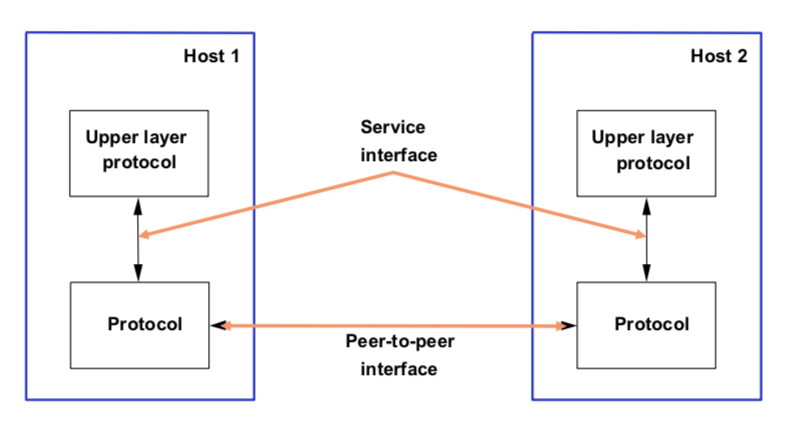 Host 1
Host 2
Upper layer
protocol
Service
interface
Upper layer
protocol
Protocol
Protocol
Peer-to-peer
interface